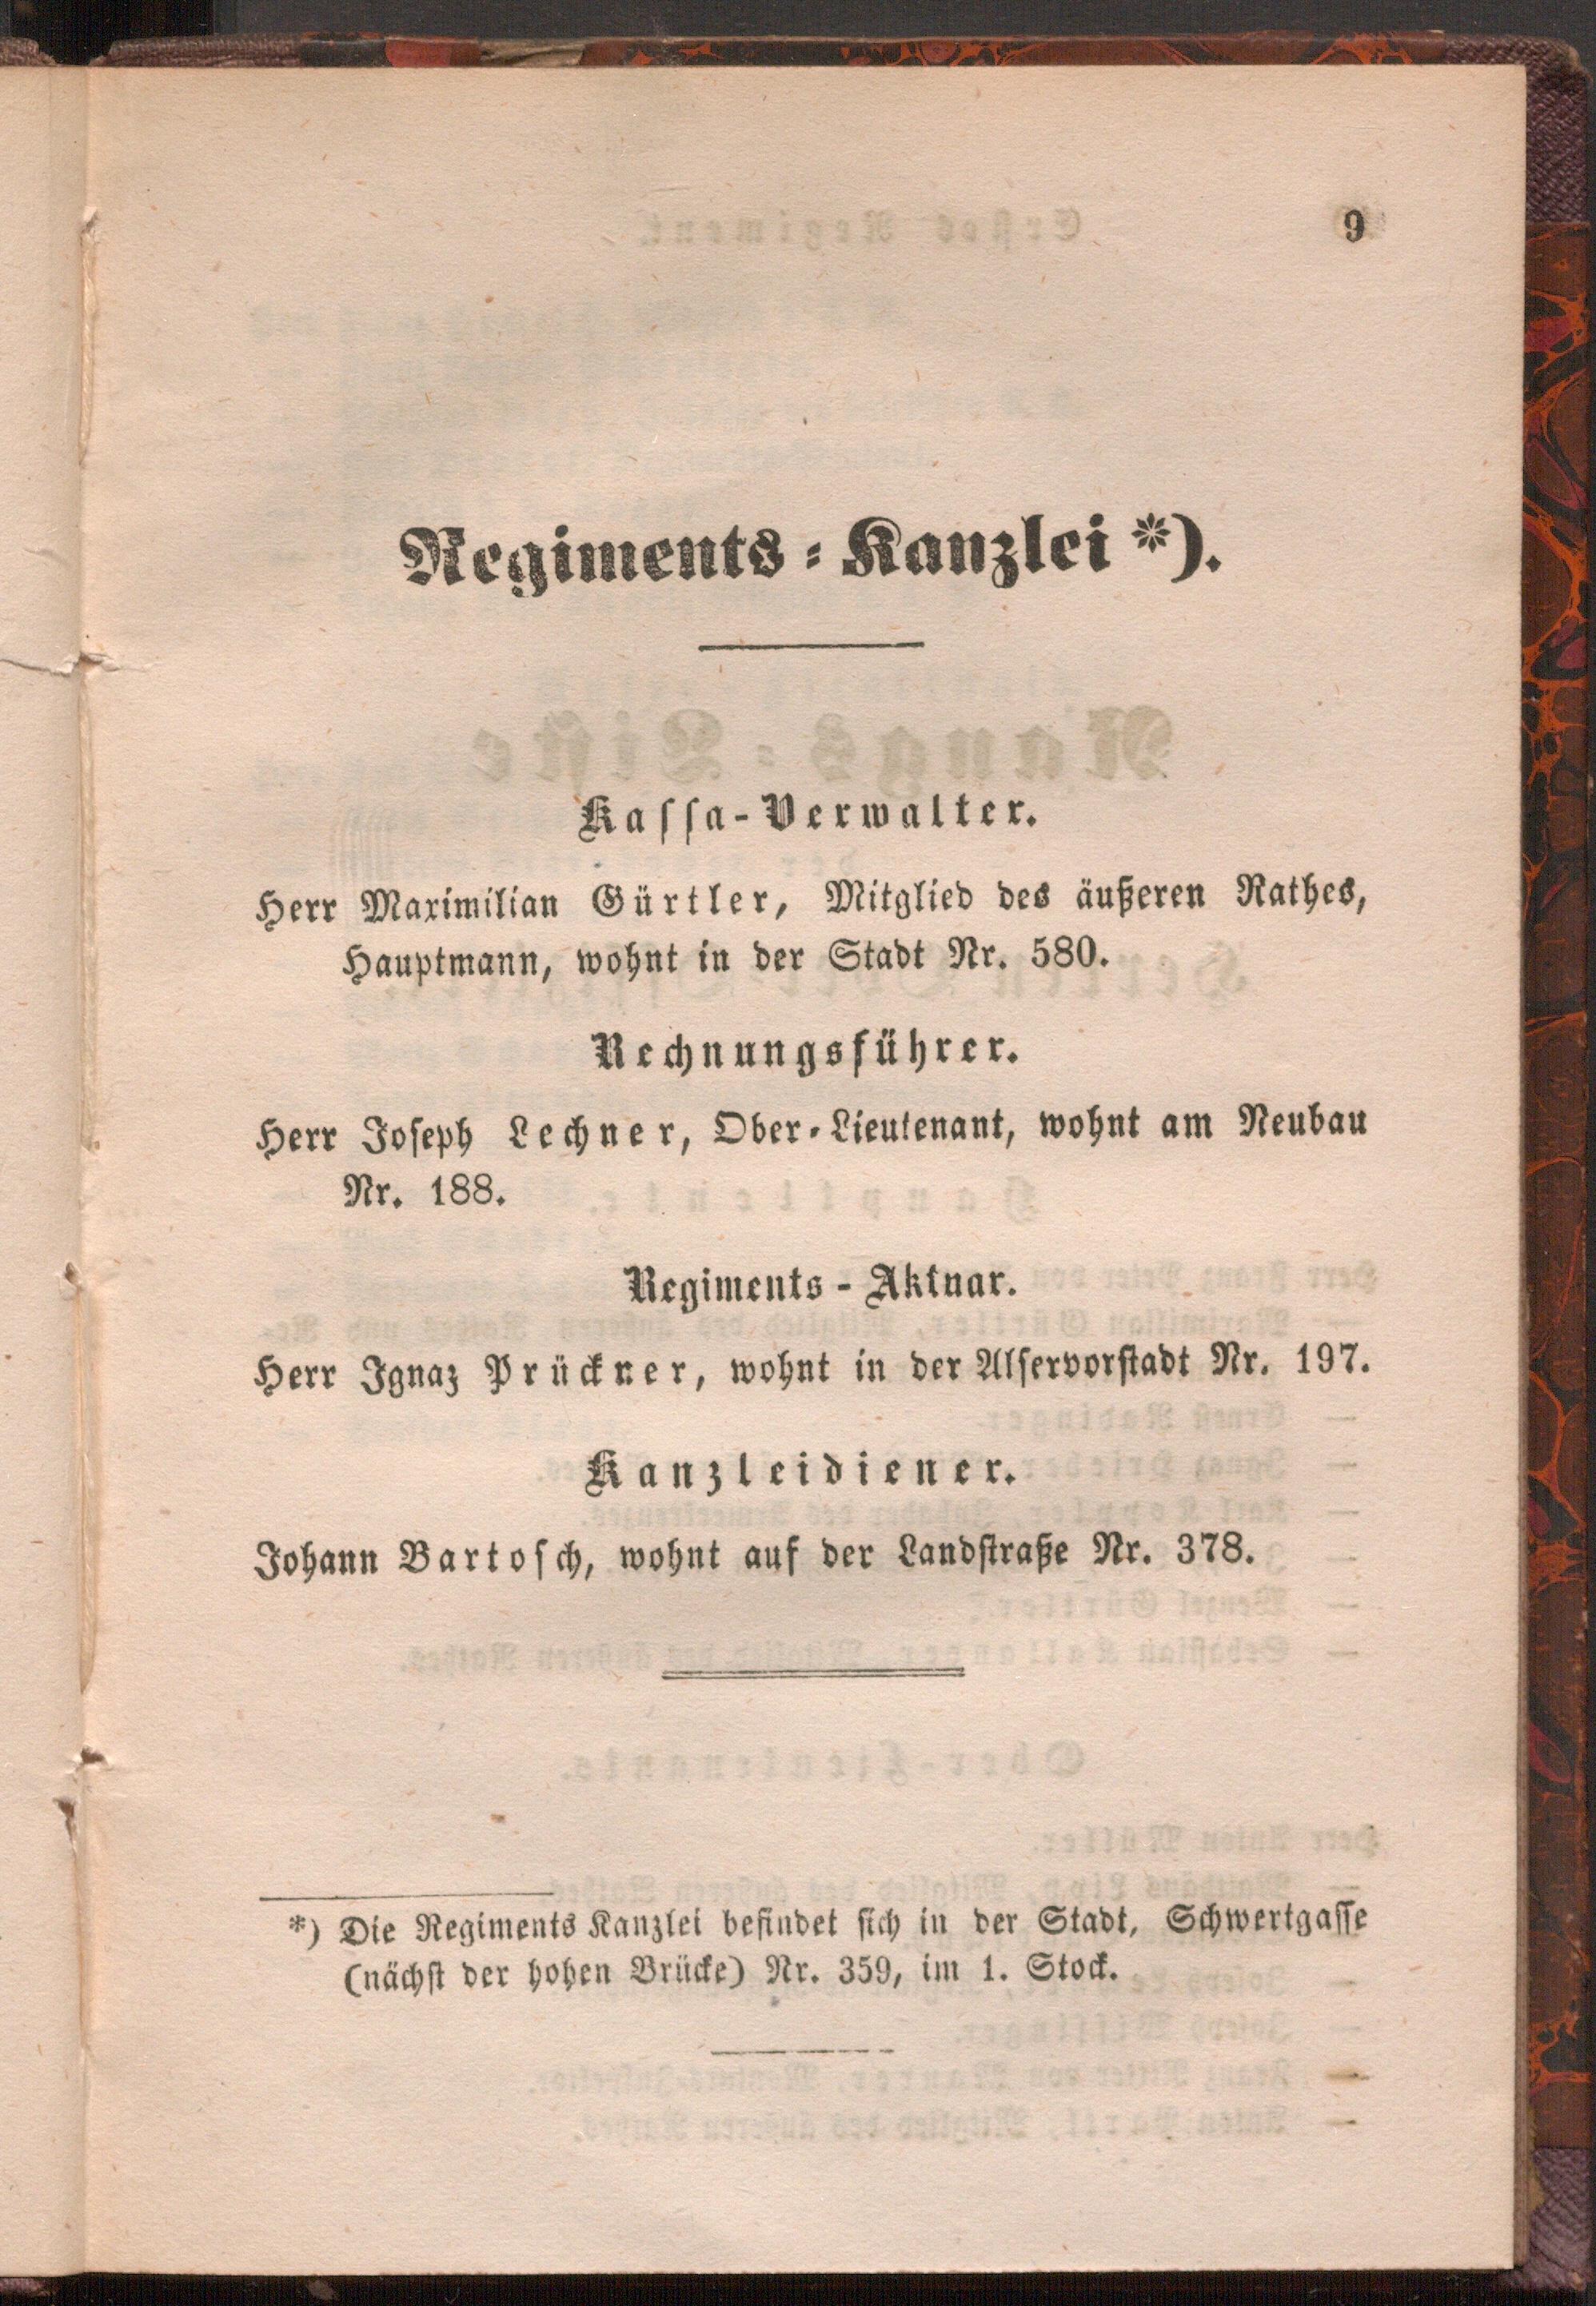 9
Regiments-Kanzlei *).
Kassa-Verwalter.
Herr Maximilian Gürtler, Mitglied des äußeren Rathes,
Hauptmann, wohnt in der Stadt Nr. 580.
Rechnungsführer.
Herr Joseph Lechner, Ober-Lieutenant, wohnt am Neubau
Nr. 188.
Regiments-Aktuar.
Herr Ignaz Prückner, wohnt in der Alservorstadt Nr. 197.
Kanzleidiener.
Johann Bartosch, wohnt auf der Landstraße Nr. 378.
*) Die Regiments Kanzlei befindet sich in der Stadt, Schwertgasse
(nächst der hohen Brücke) Nr. 359, im 1. Stock.